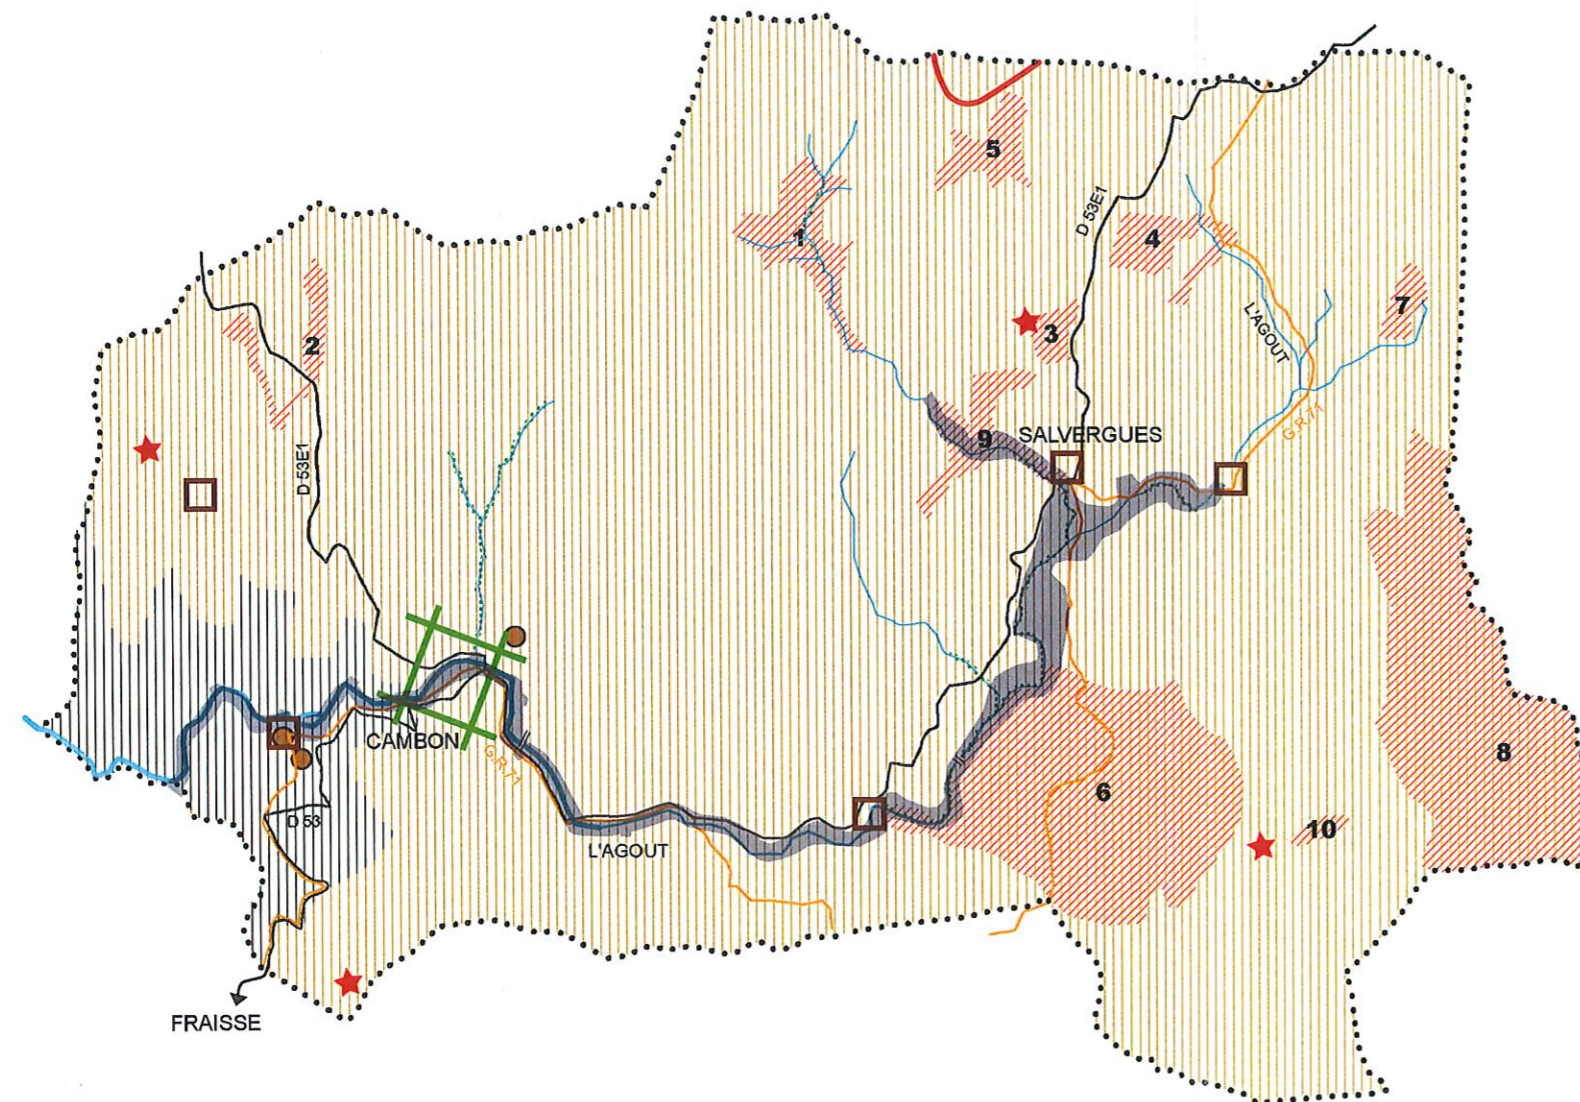 5
D 53E1
1
4
7
L'AGOUT
3
2
G.R.71
9
SALVERGUES
D 53E1
CAMBON
G.R.71
8
6
D 53
10
L'AGOUT
FRAISSE